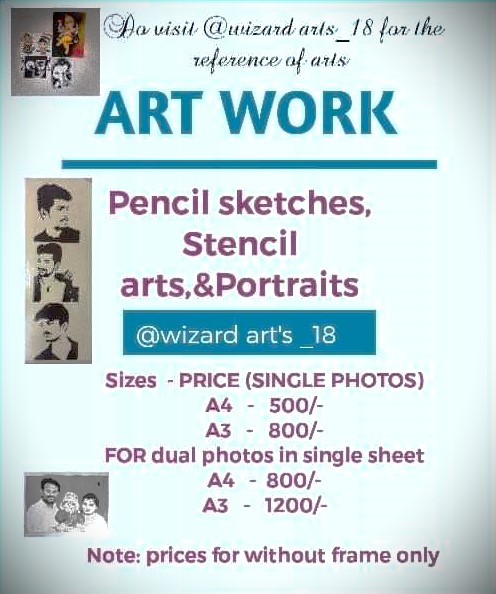 Do visit @wizard arts_18 for the
reference of arts
ART WORK
Pencil sketches,
Stencil
arts,&Portraits
@wizard art's _18
Sizes - PRICE (SINGLE PHOTOS)
A4 - 500/-
A3 - 800/-
FOR dual photos in single sheet
A4 - 800/-
A3 - 1200/-
Note: prices for without frame only